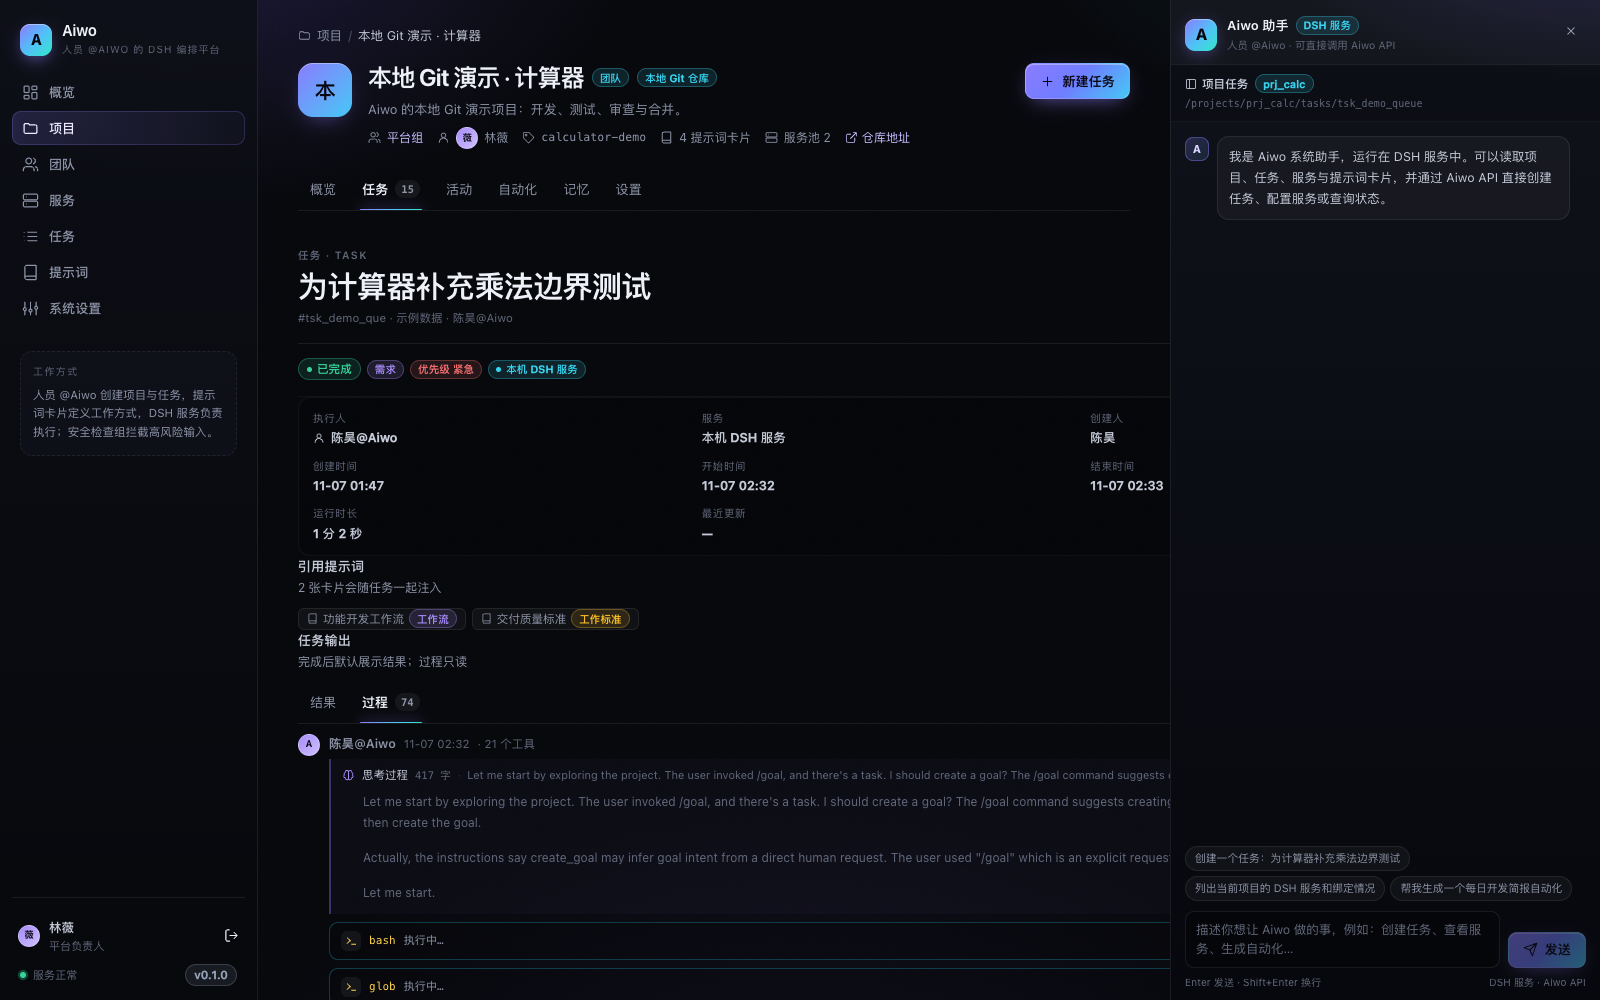 A
Aiwo
人员 @AIWO 的 DSH 编排平台
概览
项目
团队
服务
任务
提示词
系统设置
工作方式
人员 @Aiwo 创建项目与任务，提示
词卡片定义工作方式，DSH 服务负责
执行；安全检查组拦截高风险输入。
薇
林薇
平台负责人
服务正常
v0.1.0
项目 / 本地 Git 演示 · 计算器
本
本地 Git 演示 · 计算器 团队 本地 Git 仓库
Aiwo 的本地 Git 演示项目：开发、测试、审查与合并。
平台组 薇 林薇 calculator-demo 4 提示词卡片 服务池 2 仓库地址
新建任务
概览 任务 15 活动 自动化 记忆 设置
任务 · TASK
为计算器补充乘法边界测试
#tsk_demo_que · 示例数据 · 陈昊@Aiwo
已完成 需求 优先级 紧急 本机 DSH 服务
执行人 服务 创建人
陈昊@Aiwo 本机 DSH 服务 陈昊
创建时间 开始时间 结束时间
11-07 01:47 11-07 02:32 11-07 02:33
运行时长 最近更新
1 分 2 秒 —
引用提示词
2 张卡片会随任务一起注入
功能开发工作流 工作流 交付质量标准 工作标准
任务输出
完成后默认展示结果；过程只读
结果 过程 74
A 陈昊@Aiwo 11-07 02:32 · 21 个工具
思考过程 417 字 · Let me start by exploring the project. The user invoked /goal, and there's a task. I should create a goal? The /goal command suggests
Let me start by exploring the project. The user invoked /goal, and there's a task. I should create a goal? The /goal command suggests creating
then create the goal.
Actually, the instructions say create_goal may infer goal intent from a direct human request. The user used "/goal" which is an explicit request
Let me start.
bash 执行中…
glob 执行中…
A
Aiwo 助手 DSH 服务
人员 @Aiwo · 可直接调用 Aiwo API
项目任务 prj_calc
/projects/prj_calc/tasks/tsk_demo_queue
A
我是 Aiwo 系统助手，运行在 DSH 服务中。可以读取项
目、任务、服务与提示词卡片，并通过 Aiwo API 直接创建
任务、配置服务或查询状态。
创建一个任务：为计算器补充乘法边界测试
列出当前项目的 DSH 服务和绑定情况 帮我生成一个每日开发简报自动化
描述你想让 Aiwo 做的事，例如：创建任务、查看服
务、生成自动化…
发送
Enter 发送 · Shift+Enter 换行 DSH 服务 · Aiwo API